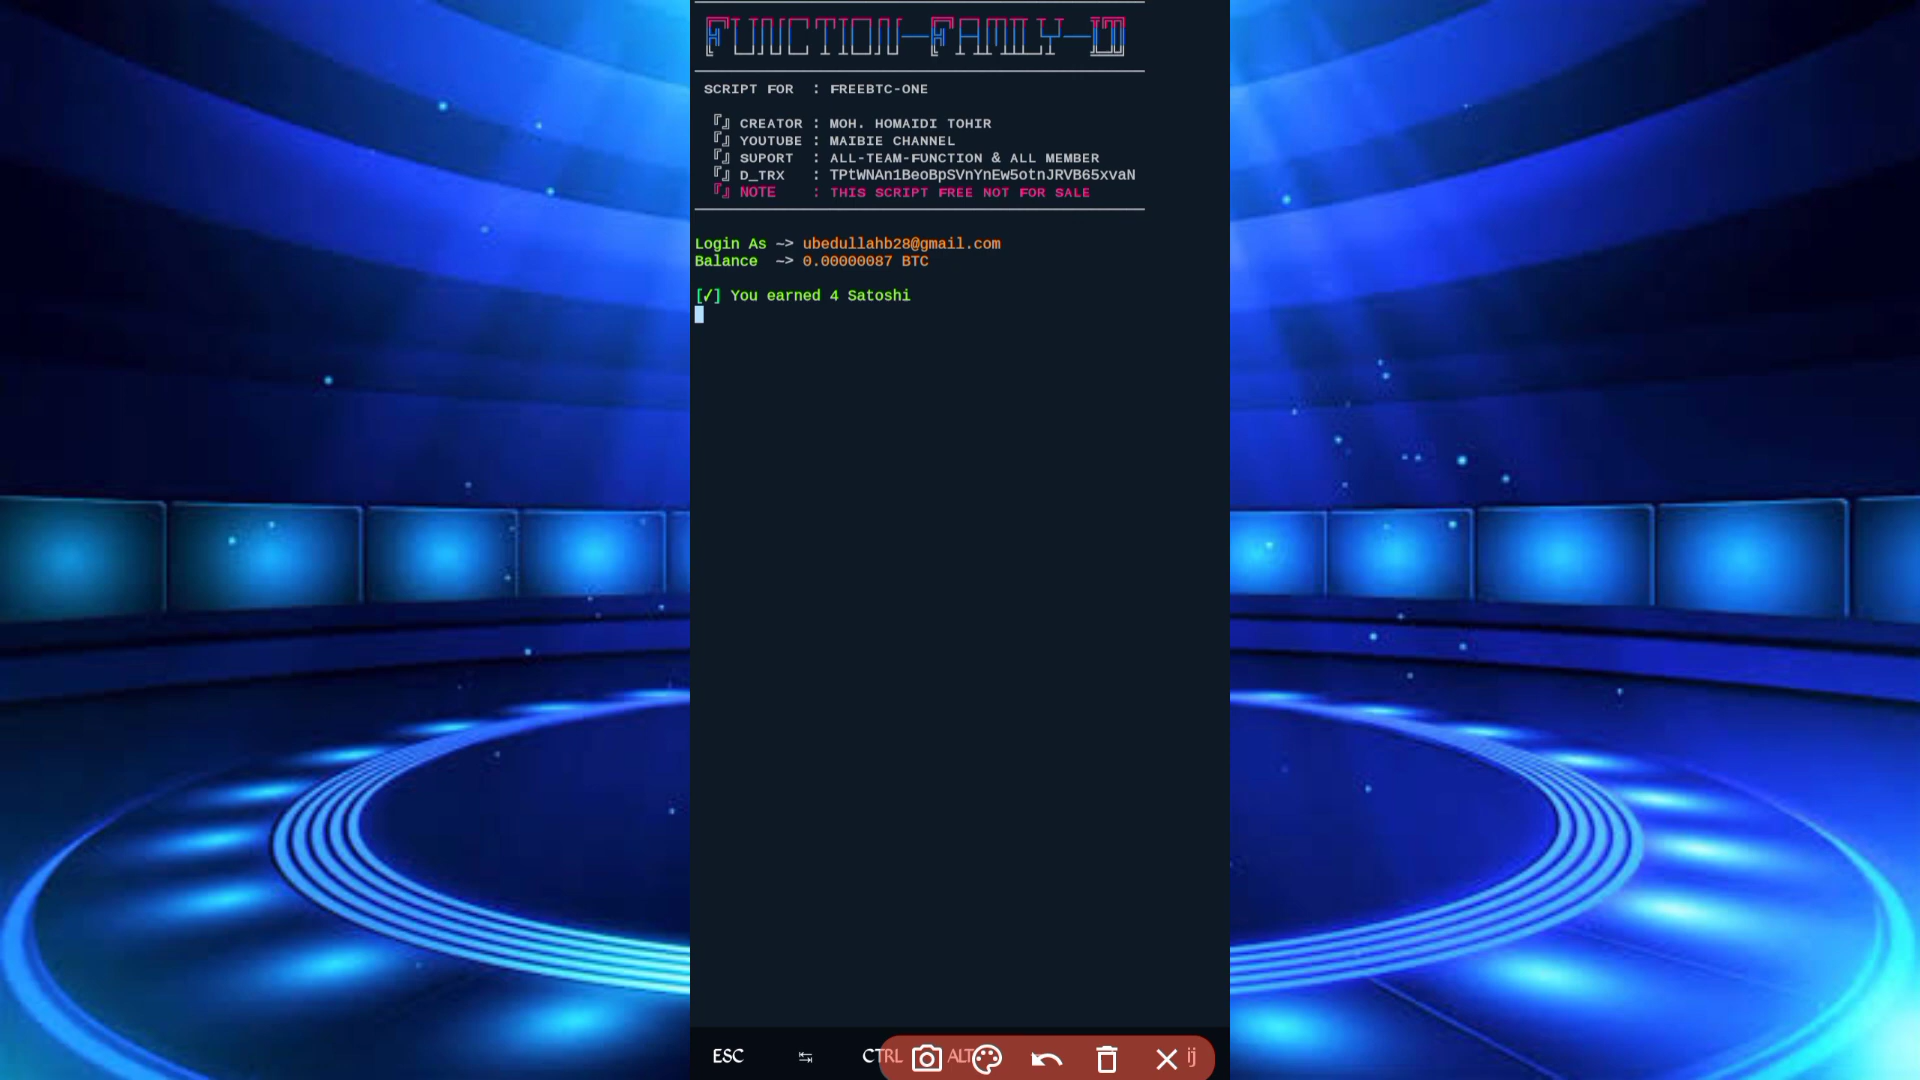 FUNCTION—FAMILY—ID
SCRIPT FOR : FREEBTC-ONE
『』 CREATOR : MOH. HOMAIDI TOHIR
『』 YOUTUBE : MAIBIE CHANNEL
『』 SUPORT : ALL-TEAM-FUNCTION & ALL MEMBER
『』 D_TRX : TPtWNAn1BeoBpSVnYnEw5otnJRVB65xvaN
『』 NOTE : THIS SCRIPT FREE NOT FOR SALE
Login As ~> ubedullahb28@gmail.com
Balance ~> 0.00000087 BTC
[✓] You earned 4 Satoshi
ESC ↹ CTRL ALT